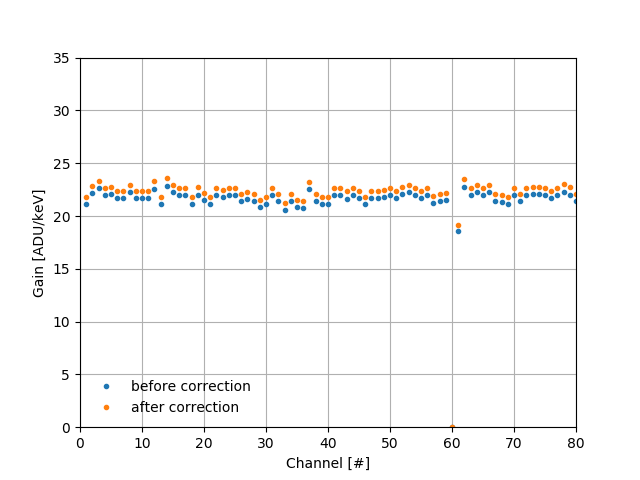 35
30
25
20
15
10
5
0
Gain [ADU/keV]
before correction
after correction
0 10 20 30 40 50 60 70 80
Channel [#]